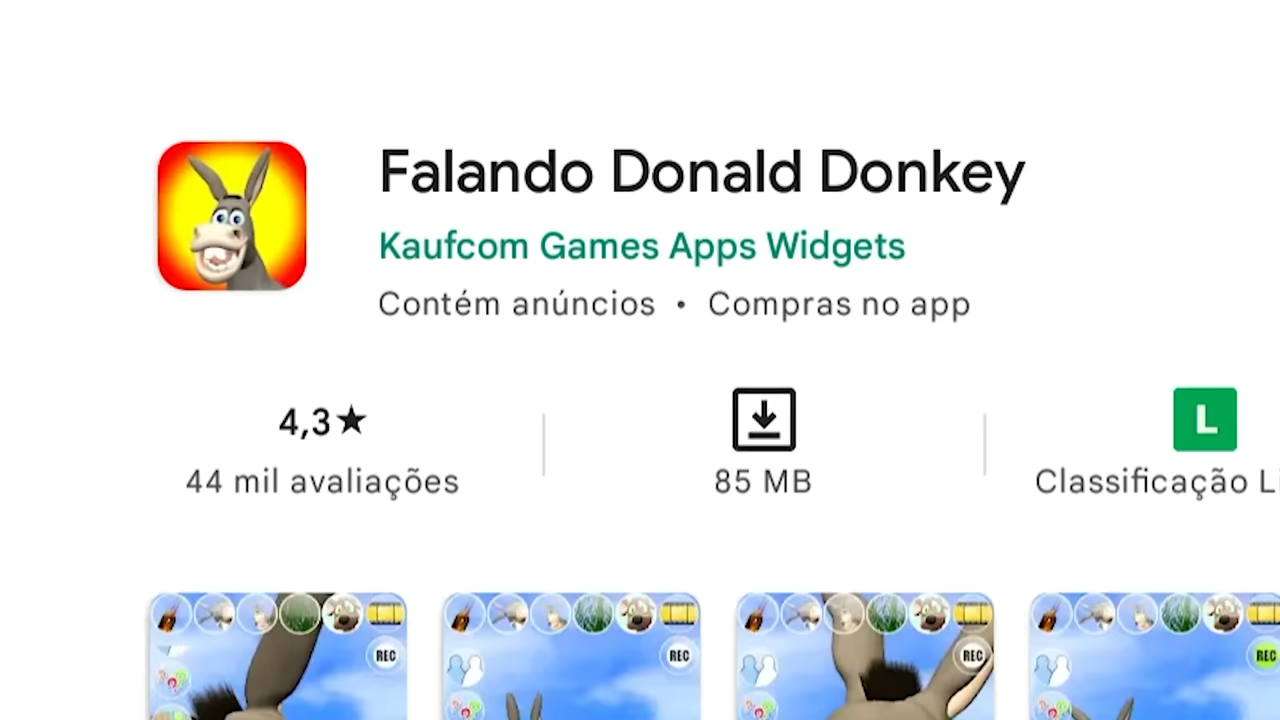 Falando Donald Donkey
Kaufcom Games Apps Widgets
Contém anúncios • Compras no app
4,3★
L
44 mil avaliações
85 MB
Classificação Li
REC
REC
REC
REC